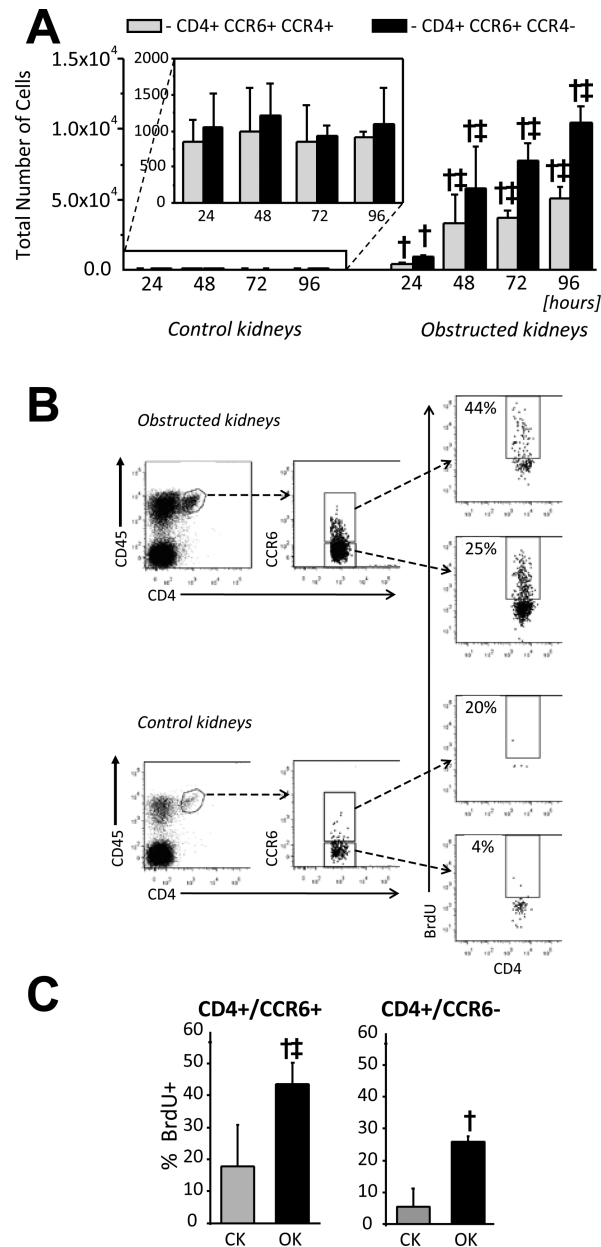 A
- CD4+ CCR6+ CCR4+
- CD4+ CCR6+ CCR4-
Total Number of Cells
1.5x10⁴
1.0x10⁴
5.0x10⁴
0.0
2000
1500
1000
500
0
24 48 72 96
24 48 72 96
24 48 72 96
[hours]
† † †‡ †‡ †‡ †‡ †‡ †‡
Control kidneys
Obstructed kidneys
B
Obstructed kidneys
CD45
CD4
CCR6
44%
25%
Control kidneys
CD45
CD4
CCR6
20%
4%
BrdU
CD4
C
CD4+/CCR6+
CD4+/CCR6-
% BrdU+
60
50
40
30
20
10
0
†‡
CK OK
60
50
40
30
20
10
0
†
CK OK